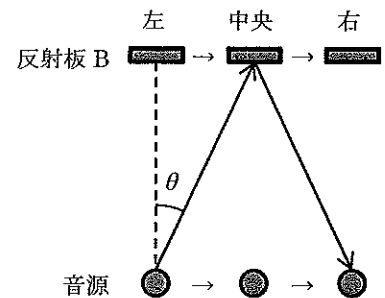 左 中央 右
反射板 B → →
θ
音源 → →